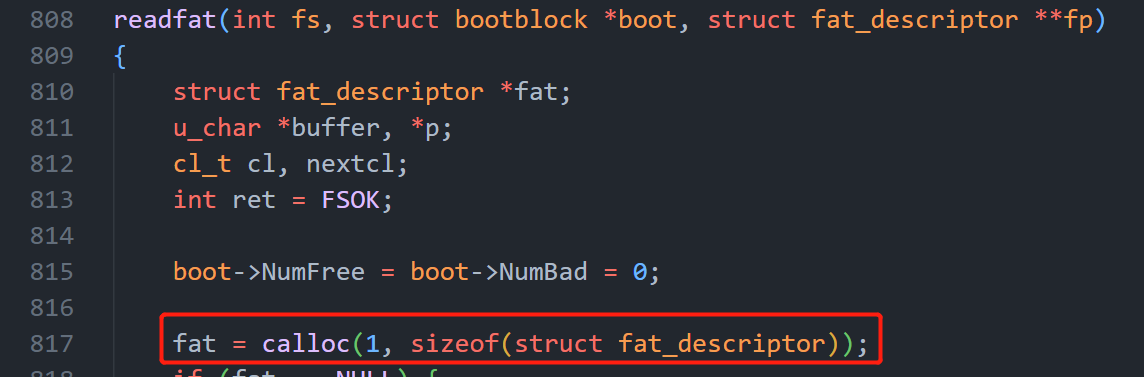 808 readfat(int fs, struct bootblock *boot, struct fat_descriptor **fp)
809 {
810     struct fat_descriptor *fat;
811     u_char *buffer, *p;
812     cl_t cl, nextcl;
813     int ret = FSOK;
814
815     boot->NumFree = boot->NumBad = 0;
816
817     fat = calloc(1, sizeof(struct fat_descriptor));